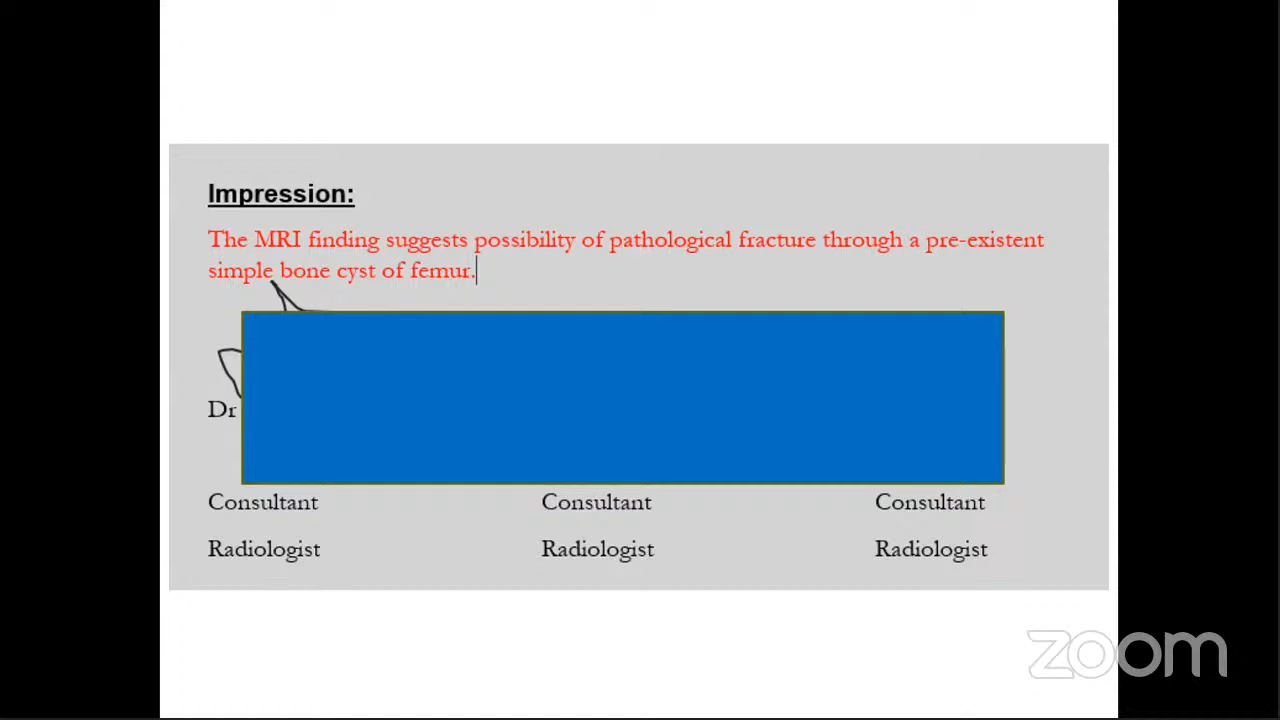 Impression:
The MRI finding suggests possibility of pathological fracture through a pre-existent
simple bone cyst of femur.
Dr
Consultant Consultant Consultant
Radiologist Radiologist Radiologist
zoom